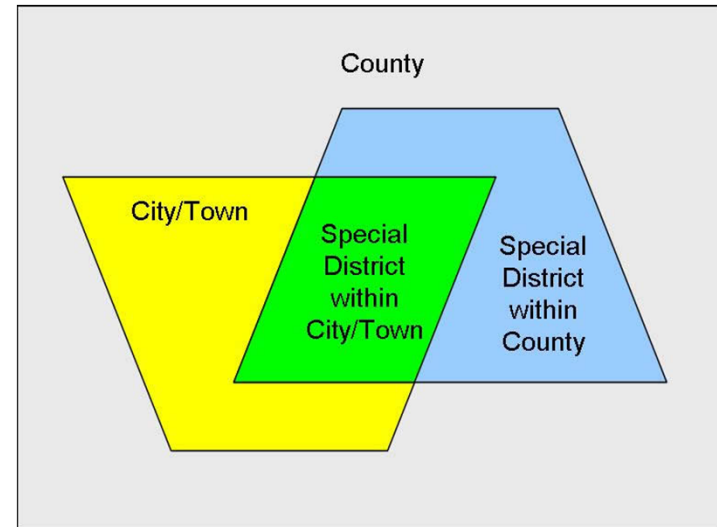 County
City/Town
Special
District
within
City/Town
Special
District
within
County